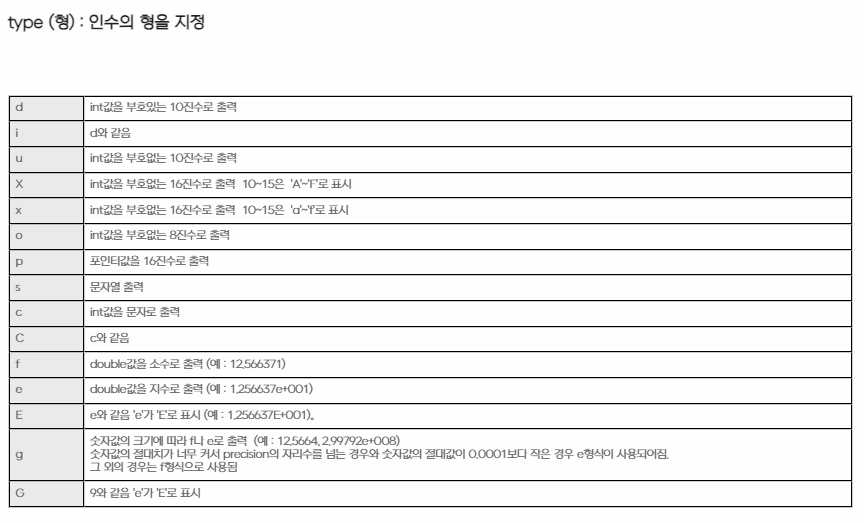 type (형) : 인수의 형을 지정
d int값을 부호있는 10진수로 출력
i d와 같음
u int값을 부호없는 10진수로 출력
X int값을 부호없는 16진수로 출력 10~15은 'A'~'F'로 표시
x int값을 부호없는 16진수로 출력 10~15은 'a'~'f'로 표시
o int값을 부호없는 8진수로 출력
p 포인터값을 16진수로 출력
s 문자열 출력
c int값을 문자로 출력
C c와 같음
f double값을 소수로 출력 (예 : 12,566371)
e double값을 지수로 출력 (예 : 1,256637e+001)
E e와 같음 'e'가 'E'로 표시 (예 : 1,256637E+001)。
g 숫자값의 크기에 따라 f나 e로 출력 (예 : 12,5664, 2,99792e+008)
숫자값의 절대치가 너무 커서 precision의 자리수를 넘는 경우와 숫자값의 절대값이 0,0001보다 작은 경우 e형식이 사용되어짐.
그 외의 경우는 f형식으로 사용됨
G 9와 같음 'e'가 'E'로 표시